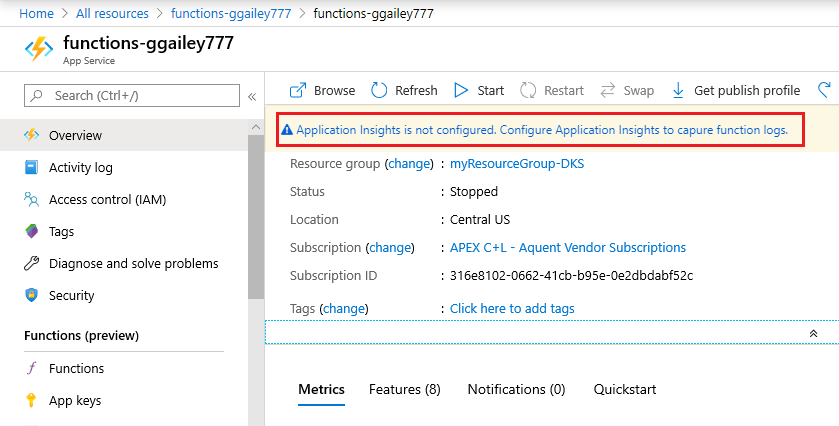 Home > All resources > functions-ggailey777 > functions-ggailey777
functions-ggailey777
App Service
Search (Ctrl+/)
«
Browse Refresh Start Restart Swap Get publish profile
Application Insights is not configured. Configure Application Insights to capure function logs.
Overview
Activity log
Access control (IAM)
Tags
Diagnose and solve problems
Security
Functions (preview)
Functions
App keys
Resource group (change) : myResourceGroup-DKS
Status : Stopped
Location : Central US
Subscription (change) : APEX C+L - Aquent Vendor Subscriptions
Subscription ID : 316e8102-0662-41cb-b95e-0e2dbdabf52c
Tags (change) : Click here to add tags
Metrics Features (8) Notifications (0) Quickstart